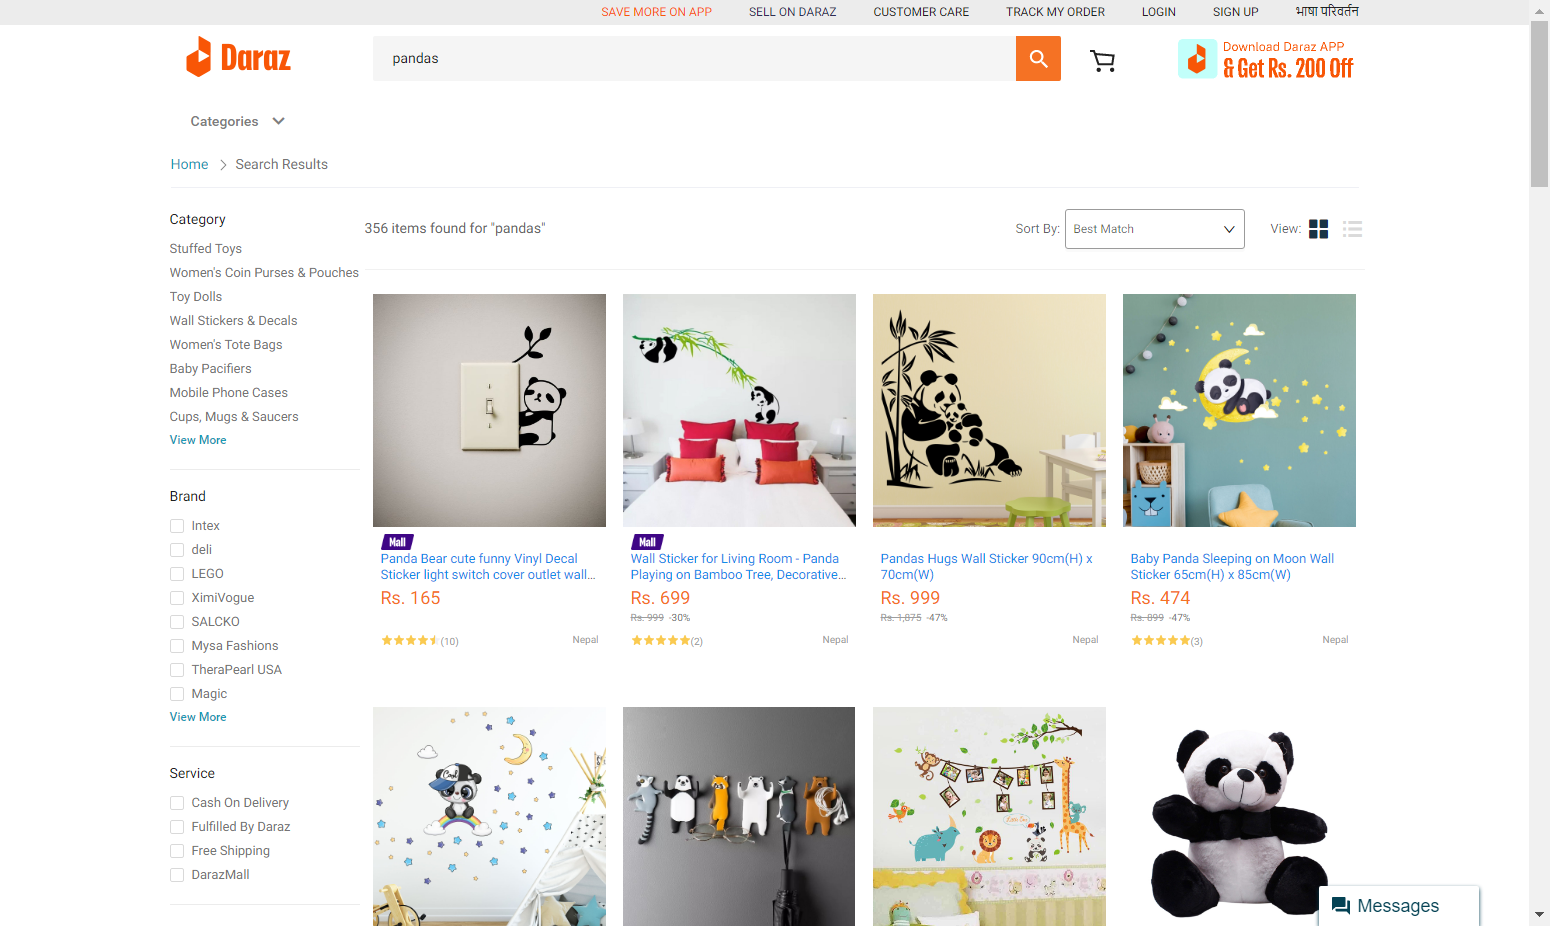 SAVE MORE ON APP
SELL ON DARAZ
CUSTOMER CARE
TRACK MY ORDER
LOGIN
SIGN UP
भाषा परिवर्तन
Daraz
pandas
Download Daraz APP
& Get Rs. 200 Off
Categories
Home
Search Results
Category
Stuffed Toys
Women's Coin Purses & Pouches
Toy Dolls
Wall Stickers & Decals
Women's Tote Bags
Baby Pacifiers
Mobile Phone Cases
Cups, Mugs & Saucers
View More
Brand
Intex
deli
LEGO
XimiVogue
SALCKO
Mysa Fashions
TheraPearl USA
Magic
View More
Service
Cash On Delivery
Fulfilled By Daraz
Free Shipping
DarazMall
356 items found for "pandas"
Sort By:
Best Match
View:
Mall
Panda Bear cute funny Vinyl Decal
Sticker light switch cover outlet wall...
Rs. 165
(10)
Nepal
Mall
Wall Sticker for Living Room - Panda
Playing on Bamboo Tree, Decorative...
Rs. 699
Rs. 999 -30%
(2)
Nepal
Pandas Hugs Wall Sticker 90cm(H) x
70cm(W)
Rs. 999
Rs. 1,875 -47%
Nepal
Baby Panda Sleeping on Moon Wall
Sticker 65cm(H) x 85cm(W)
Rs. 474
Rs. 899 -47%
(3)
Nepal
Cool
Messages